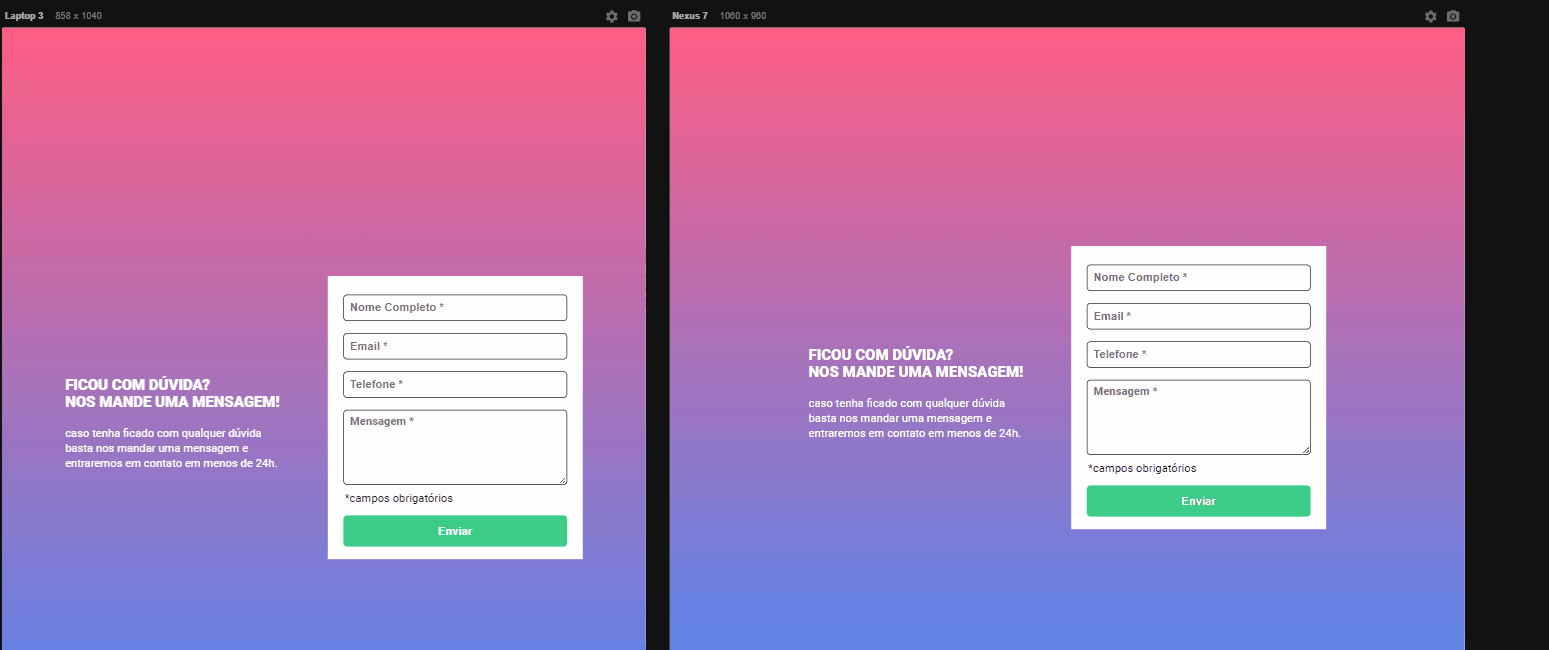 Laptop 3 858 x 1040
FICOU COM DÚVIDA?
NOS MANDE UMA MENSAGEM!
caso tenha ficado com qualquer dúvida
basta nos mandar uma mensagem e
entraremos em contato em menos de 24h.
Nome Completo *
Email *
Telefone *
Mensagem *
*campos obrigatórios
Enviar
Nexus 7 1060 x 960
FICOU COM DÚVIDA?
NOS MANDE UMA MENSAGEM!
caso tenha ficado com qualquer dúvida
basta nos mandar uma mensagem e
entraremos em contato em menos de 24h.
Nome Completo *
Email *
Telefone *
Mensagem *
*campos obrigatórios
Enviar